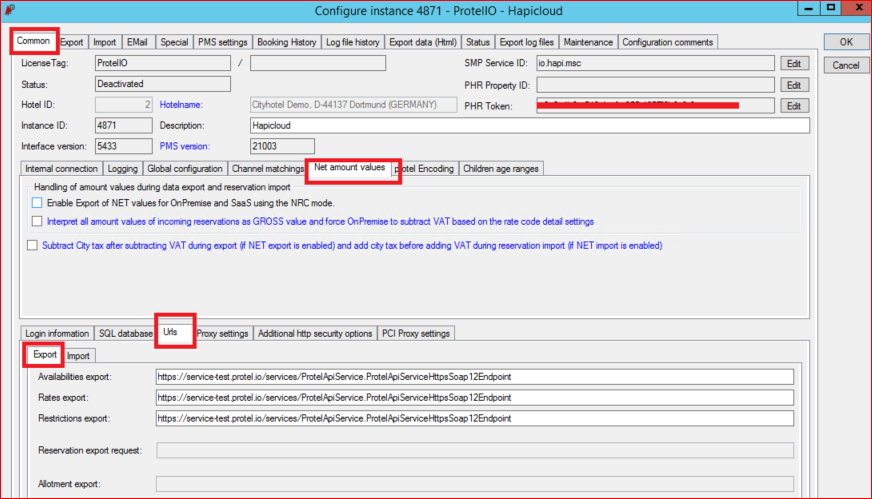 Configure instance 4871 - ProtelIO - Hapicloud
OK
Cancel
Common Export Import EMail Special PMS settings Booking History Log file history Export data (Html) Status Export log files Maintenance Configuration comments
LicenseTag: ProtelIO / SMP Service ID: io.hapi.msc Edit
Status: Deactivated PHR Property ID: Edit
Hotel ID: 2 Hotelname: Cityhotel Demo, D-44137 Dortmund (GERMANY) PHR Token: Edit
Instance ID: 4871 Description: Hapicloud
Interface version: 5433 PMS version: 21003
Internal connection Logging Global configuration Channel matchings Net amount values protel Encoding Children age ranges
Handling of amount values during data export and reservation import
Enable Export of NET values for OnPremise and SaaS using the NRC mode.
Interpret all amount values of incoming reservations as GROSS value and force OnPremise to subtract VAT based on the rate code detail settings
Subtract City tax after subtracting VAT during export (if NET export is enabled) and add city tax before adding VAT during reservation import (if NET import is enabled)
Login information SQL database Urls Proxy settings Additional http security options PCI Proxy settings
Export Import
Availabilities export: https://service-test.protel.io/services/ProtelApiService.ProtelApiServiceHttpsSoap12Endpoint
Rates export: https://service-test.protel.io/services/ProtelApiService.ProtelApiServiceHttpsSoap12Endpoint
Restrictions export: https://service-test.protel.io/services/ProtelApiService.ProtelApiServiceHttpsSoap12Endpoint
Reservation export request:
Allotment export: